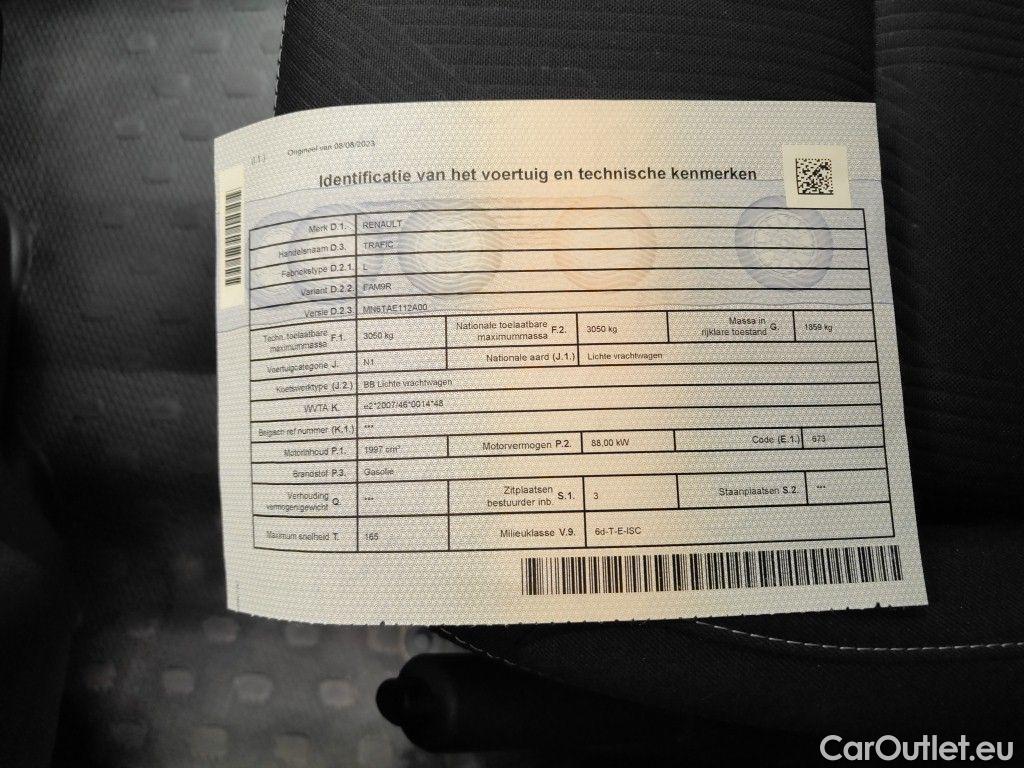 (I.1.) Origineel van 08/08/2023
Identificatie van het voertuig en technische kenmerken
Merk D.1. RENAULT
Handelsnaam D.3. TRAFIC
Fabriekstype D.2.1. L
Variant D.2.2. FAM9R
Versie D.2.3. MN6TAE112A00
Techn. toelaatbare maximummassa F.1. 3050 kg Nationale toelaatbare maximummassa F.2. 3050 kg Massa in rijklare toestand G. 1859 kg
Voertuigcategorie J. N1 Nationale aard (J.1.) Lichte vrachtwagen
Koetswerktype (J.2.) BB Lichte vrachtwagen
WVTA K. e2*2007/46*0014*48
Belgisch ref nummer (K.1.) ***
Motorinhoud P.1. 1997 cm³ Motorvermogen P.2. 88,00 kW Code (E.1.) 673
Brandstof P.3. Gasolie
Verhouding vermogen/gewicht Q. *** Zitplaatsen bestuurder inb. S.1. 3 Staanplaatsen S.2. ***
Maximum snelheid T. 165 Milieuklasse V.9. 6d-T-E-ISC
CarOutlet.eu